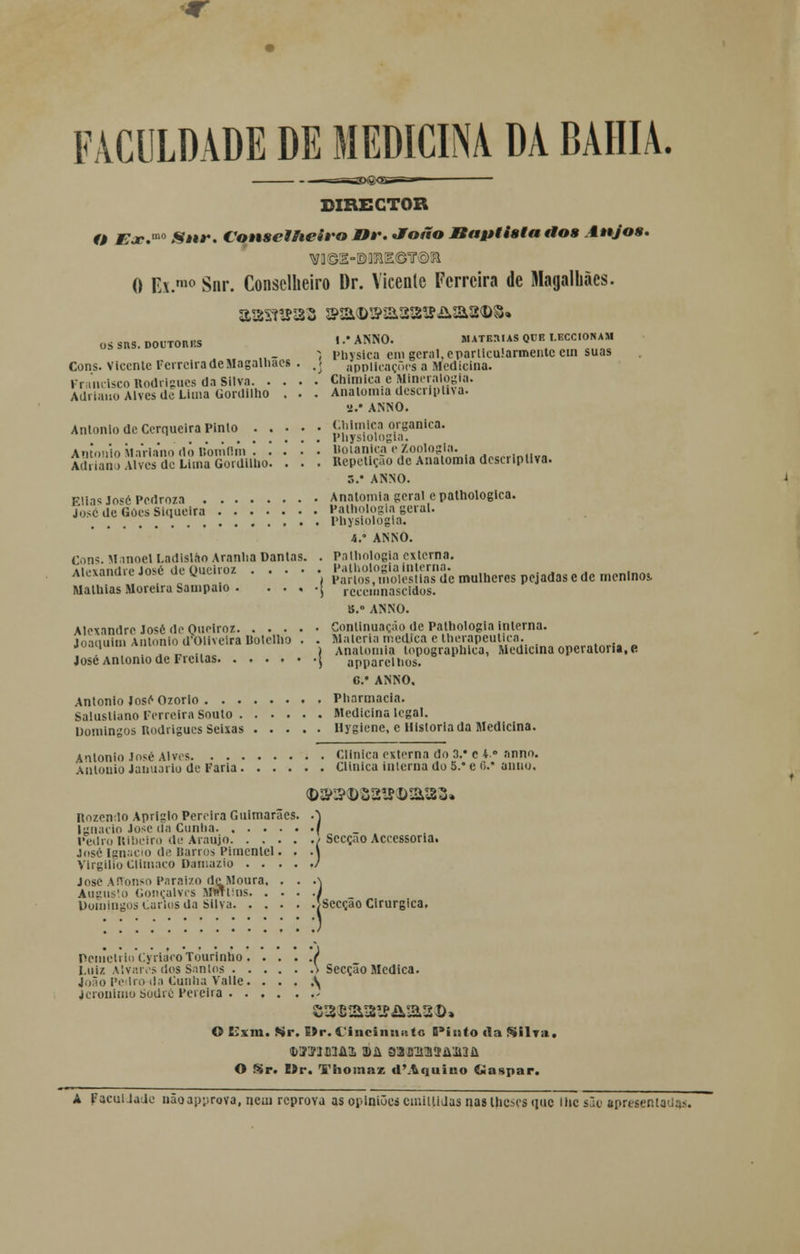 FACULDADE DE MEDICINA DA BAHIA.
DIRECTOR
O Ex.mo Snr. Conselheiro Dr. João Baptista dos Anjos.
VICE-DIRECTOR
O Ex.mo Snr. Conselheiro Dr. Vicente Ferreira de Magalhães.
LENTES PROPRIETARIOS.
OS SRS. DOUTORES 1.º ANNO. MATERIAS QUE LECCIONAM
Cons. Vicente Ferreira de Magalhães . . Physica em geral, e particularmente em suas
applicações a Medicina.
Francisco Rodrigues da Silva. . . . . Chimica e Mineralogia.
Adriano Alves de Lima Gordilho . . . Anatomia descriptiva.
2.º ANNO.
Antonio de Cerqueira Pinto . . . . . Chimica organica.
. . . . . . . . . . . . . . Physiologia.
Antonio Mariano do Bomfim . . . . . Botanica e Zoologia.
Adriano Alves de Lima Gordilho. . . . Repetição de Anatomia descriptiva.
3.º ANNO.
Elias José Pedroza . . . . . . . . Anatomia geral e pathologica.
José de Góes Siqueira . . . . . . . Pathologia geral.
. . . . . . . . . . . . . . Physiologia.
4.º ANNO.
Cons. Manoel Ladislão Aranha Dantas. . Pathologia externa.
Alexandre José de Queiroz . . . . . Pathologia interna.
Mathias Moreira Sampaio . . . . . Partos, molestias de mulheres pejadas e de meninos
recemnascidos.
5.º ANNO.
Alexandre José de Queiroz. . . . . . Continuação de Pathologia interna.
Joaquim Antonio d'Oliveira Botelho . . Materia medica e therapeutica.
José Antonio de Freitas. . . . . . . Anatomia topographica, Medicina operatoria, e
apparelhos.
6.º ANNO.
Antonio José Ozorio . . . . . . . . Pharmacia.
Salustiano Ferreira Souto . . . . . . Medicina legal.
Domingos Rodrigues Seixas . . . . . Hygiene, e Historia da Medicina.
Antonio José Alves. . . . . . . . . Clinica externa do 3.º e 4.º anno.
Antonio Januario de Faria. . . . . . Clinica interna do 5.º e 6.º anno.
OPPOSITORES.
Rozendo Aprigio Pereira Guimarães.
Ignacio José da Cunha. . . . . . .
Pedro Ribeiro de Araujo. . . . . . Secção Accessoria.
José Ignacio de Barros Pimentel. . .
Virgilio Climaco Damazio . . . . .
José Affonso Paraizo de Moura. . . .
Augusto Gonçalves Martins. . . . .
Domingos Carlos da Silva. . . . . . Secção Cirurgica.
. . . . . . . . . . . . . .
. . . . . . . . . . . . . .
Demetrio Cyriaco Tourinho . . . . .
Luiz Alvares dos Santos . . . . . . Secção Medica.
João Pedro da Cunha Valle. . . . .
Jeronimo Sodré Pereira . . . . . .
SECRETARIO.
O Exm. Sr. Dr. Cincinnato Pinto da Silva.
OFFICIAL DA SECRETARIA
O Sr. Dr. Thomaz d'Aquino Gaspar.
A Faculdade não approva, nem reprova as opiniões emittidas nas theses que lhe são apresentadas.